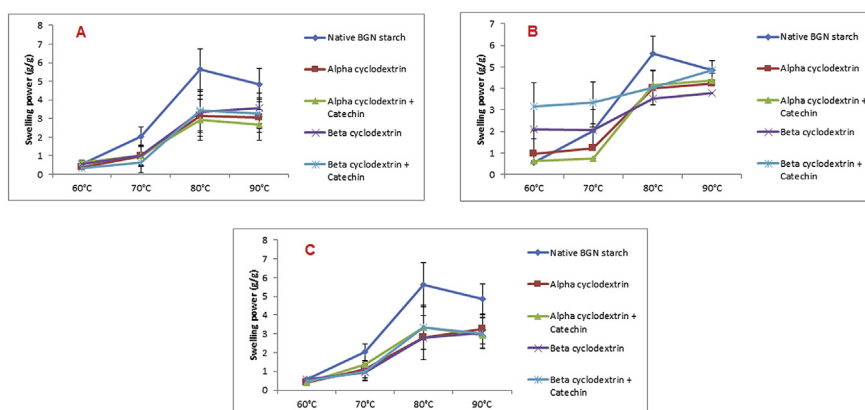 A
Swelling power (g/g)
8
7
6
5
4
3
2
1
0
60°C 70°C 80°C 90°C
Native BGN starch
Alpha cyclodextrin
Alpha cyclodextrin +
Catechin
Beta cyclodextrin
Beta cyclodextrin +
Catechin
B
Swelling power (g/g)
7
6
5
4
3
2
1
0
60°C 70°C 80°C 90°C
Native BGN starch
Alpha cyclodextrin
Alpha cyclodextrin +
Catechin
Beta cyclodextrin
Beta cyclodextrin +
Catechin
C
Swelling power (g/g)
8
7
6
5
4
3
2
1
0
60°C 70°C 80°C 90°C
Native BGN starch
Alpha cyclodextrin
Alpha cyclodextrin +
Catechin
Beta cyclodextrin
Beta cyclodextrin +
Catechin